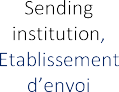 Sending
institution,
Etablissement
d’envoi